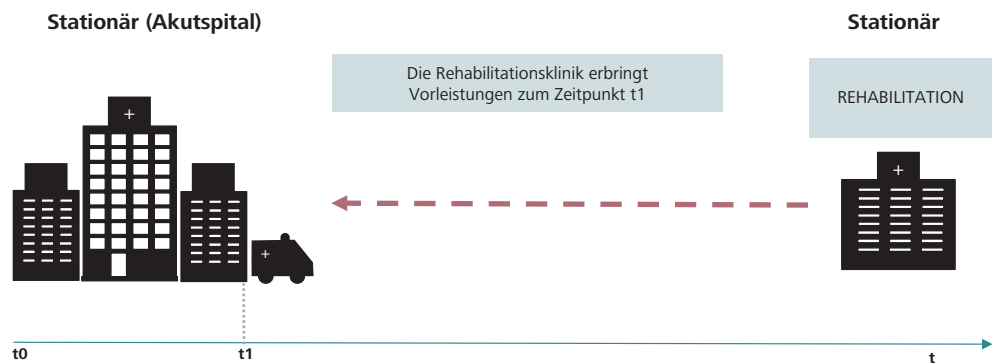 Stationär (Akutspital)
Stationär
Die Rehabilitationsklinik erbringt
Vorleistungen zum Zeitpunkt t1
REHABILITATION
t0
t1
t